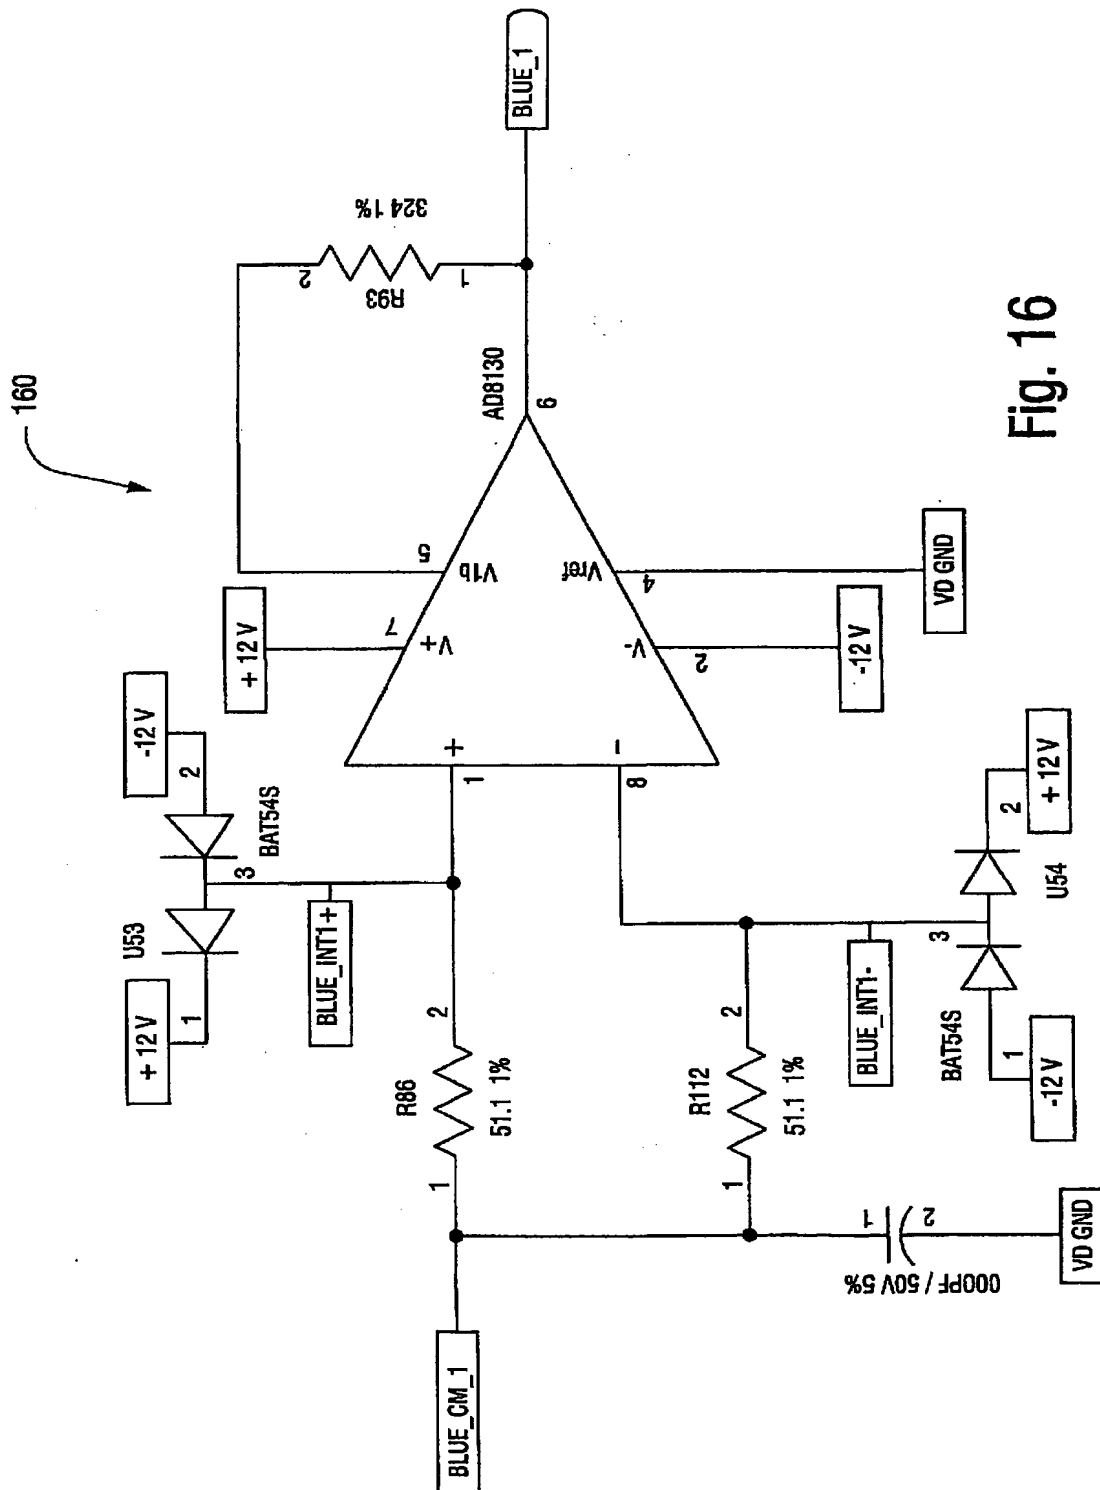 160
BLUE_1
324 1%
R93
2
1
AD8130
6
5
V1b
+ 12 V
7
V+
Vref
4
VD GND
V-
2
-12 V
+
1
-
8
-12 V
2
BAT54S
3
U53
+ 12 V
1
BLUE_INT1+
R86
51.1 1%
1
2
R112
51.1 1%
1
2
BLUE_INT1-
3
BAT54S
U54
2
+ 12 V
1
-12 V
BLUE_CM_1
1
2
000PF / 50V 5%
VD GND
Fig. 16